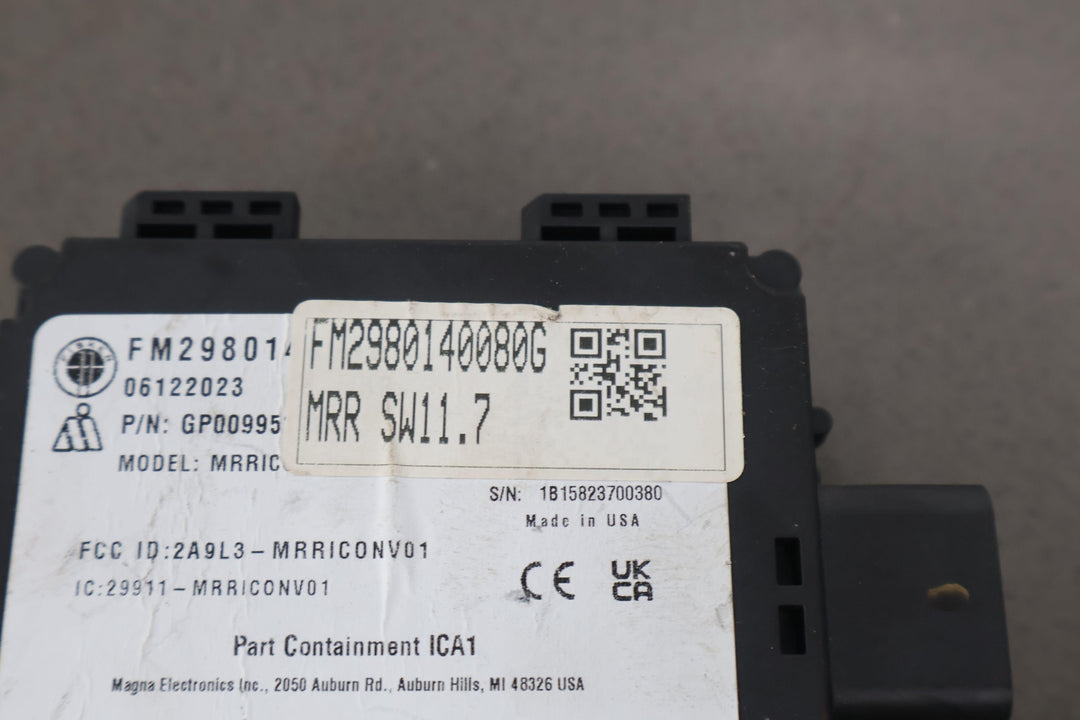 FISKER
FM298014
FM2980140080G
06122023
MRR SW11.7
P/N: GP00995
MODEL: MRRIC
S/N: 1B15823700380
Made in USA
FCC ID:2A9L3-MRRICONV01
IC:29911-MRRICONV01
CE UK CA
Part Containment ICA1
Magna Electronics Inc., 2050 Auburn Rd., Auburn Hills, MI 48326 USA